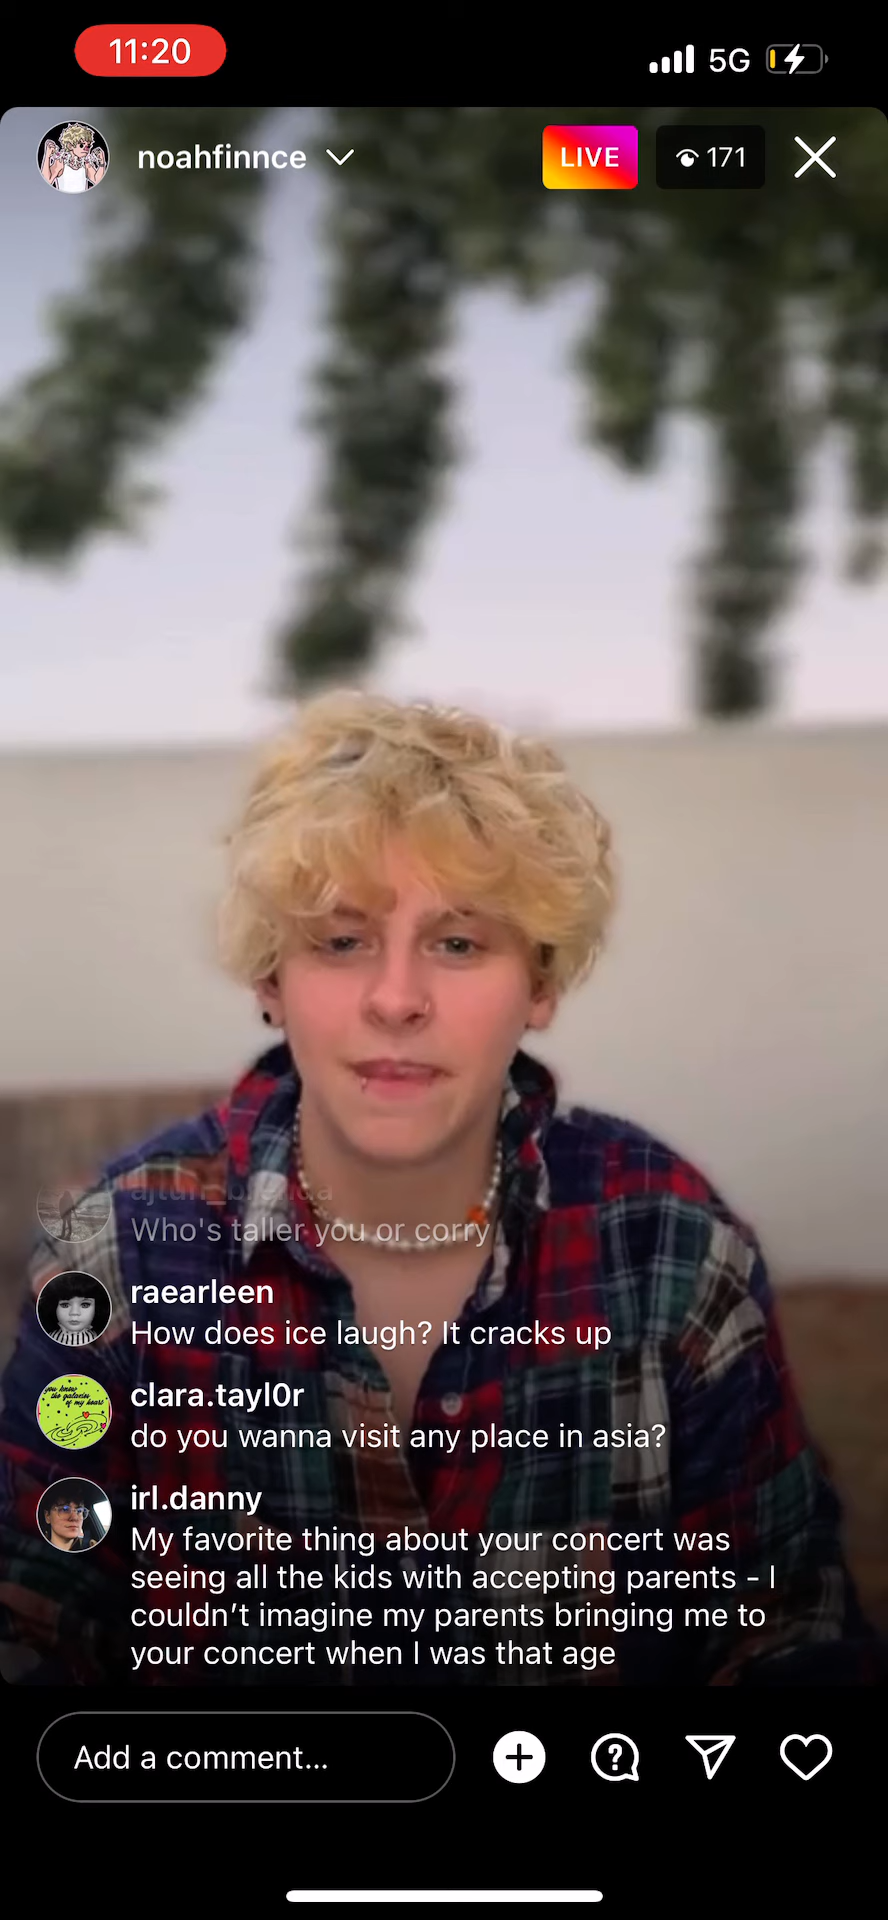 11:20
5G
noahfinnce
LIVE
171
Who's taller you or corry
raearleen
How does ice laugh? It cracks up
clara.tayl0r
do you wanna visit any place in asia?
irl.danny
My favorite thing about your concert was
seeing all the kids with accepting parents - I
couldn’t imagine my parents bringing me to
your concert when I was that age
Add a comment...